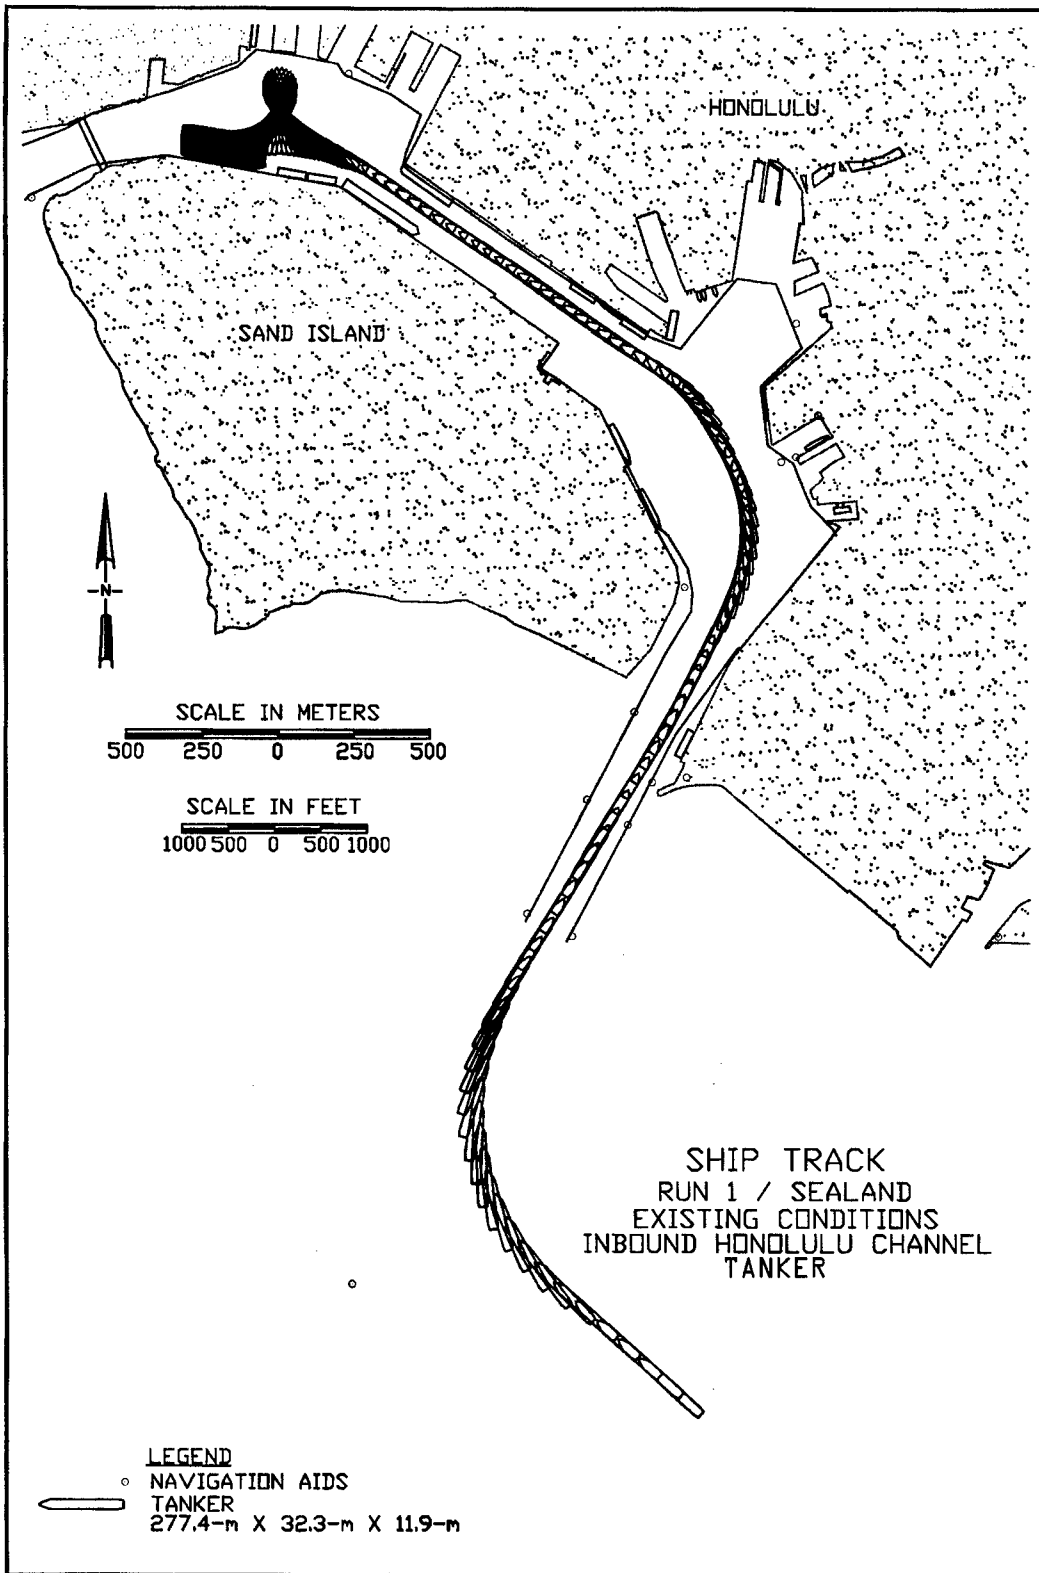 HONOLULU
SAND ISLAND
-N-
SCALE IN METERS
500 250 0 250 500
SCALE IN FEET
1000 500 0 500 1000
SHIP TRACK
RUN 1 / SEALAND
EXISTING CONDITIONS
INBOUND HONOLULU CHANNEL
TANKER
LEGEND
NAVIGATION AIDS
TANKER
277.4-m X 32.3-m X 11.9-m